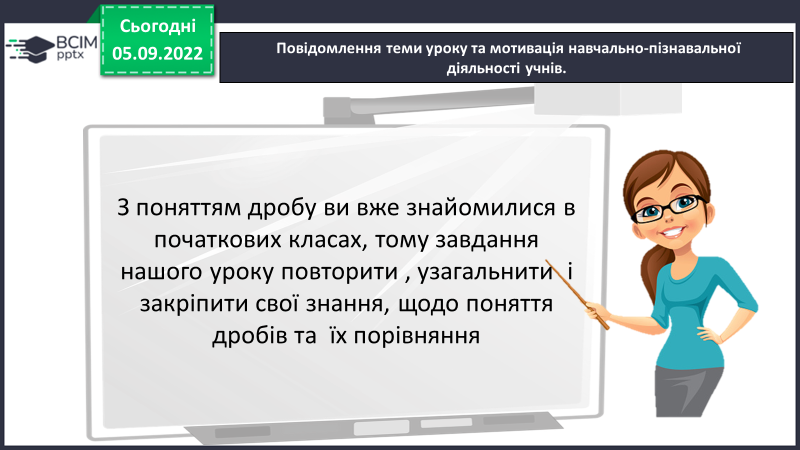 Сьогодні
05.09.2022
BCIM
pptx
Повідомлення теми уроку та мотивація навчально-пізнавальної
діяльності учнів.
З поняттям дробу ви вже знайомилися в
початкових класах, тому завдання
нашого уроку повторити , узагальнити  і
закріпити свої знання, щодо поняття
дробів та  їх порівняння